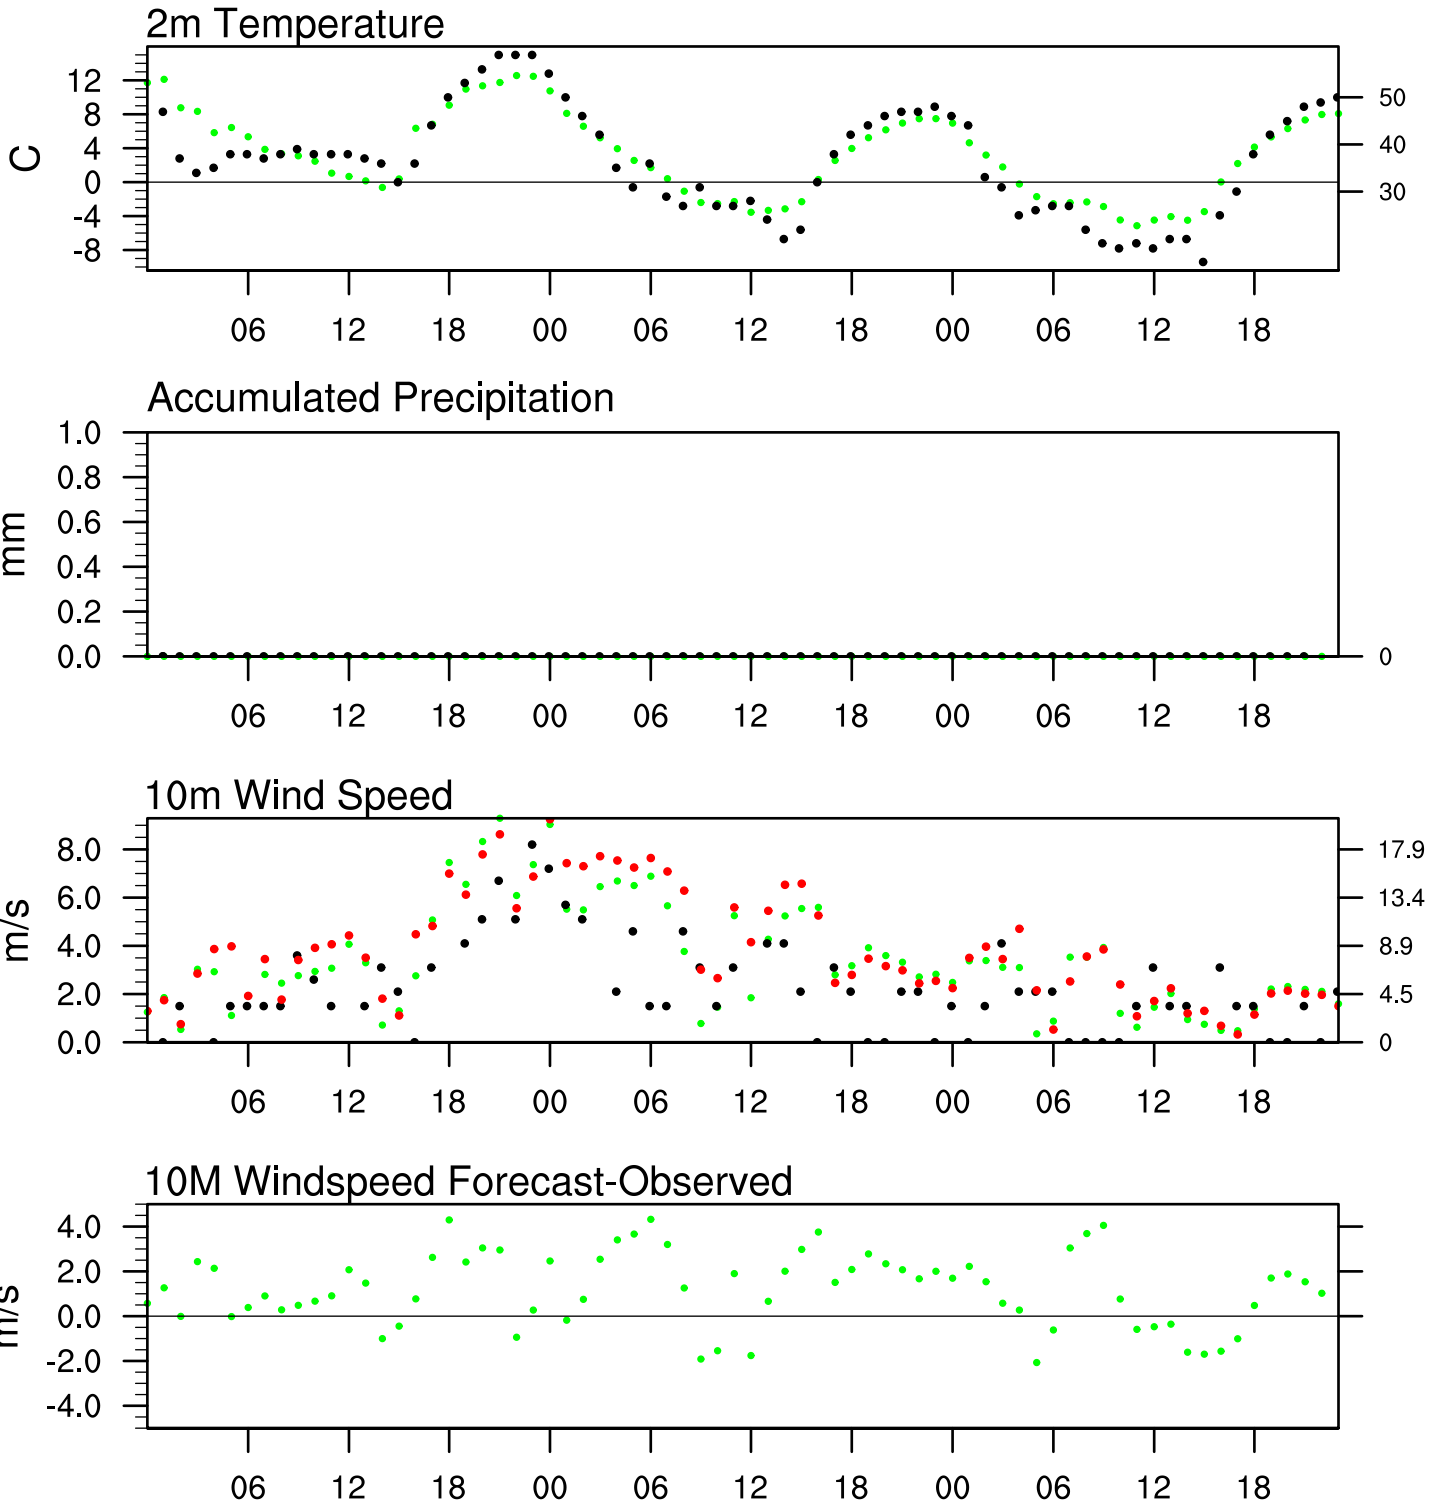 2m Temperature
12
8
4
0
-4
-8
C
50
40
30
06 12 18 00 06 12 18 00 06 12 18
Accumulated Precipitation
1.0
0.8
0.6
0.4
0.2
0.0
mm
0
06 12 18 00 06 12 18 00 06 12 18
10m Wind Speed
8.0
6.0
4.0
2.0
0.0
m/s
17.9
13.4
8.9
4.5
0
06 12 18 00 06 12 18 00 06 12 18
10M Windspeed Forecast-Observed
4.0
2.0
0.0
-2.0
-4.0
m/s
06 12 18 00 06 12 18 00 06 12 18